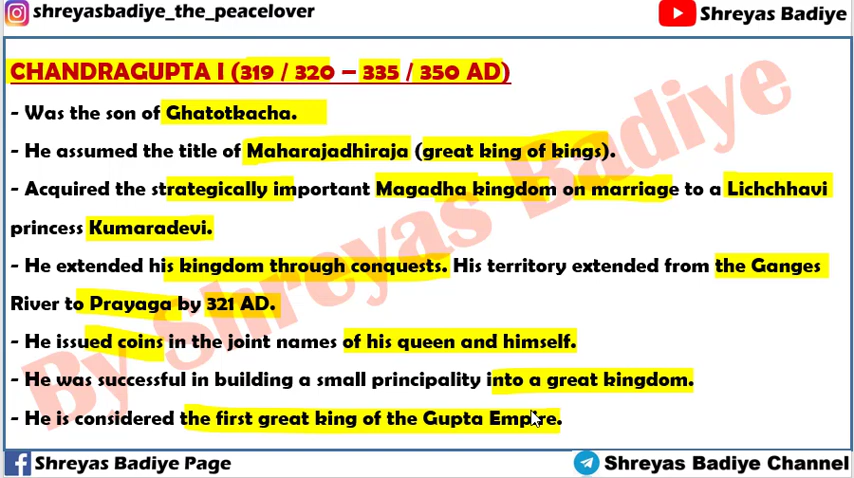 shreyasbadiye_the_peacelover
Shreyas Badiye
CHANDRAGUPTA I (319 / 320 – 335 / 350 AD)
- Was the son of Ghatotkacha.
- He assumed the title of Maharajadhiraja (great king of kings).
- Acquired the strategically important Magadha kingdom on marriage to a Lichchhavi
princess Kumaradevi.
- He extended his kingdom through conquests. His territory extended from the Ganges
River to Prayaga by 321 AD.
- He issued coins in the joint names of his queen and himself.
- He was successful in building a small principality into a great kingdom.
- He is considered the first great king of the Gupta Empire.
By Shreyas Badiye
Shreyas Badiye Page
Shreyas Badiye Channel